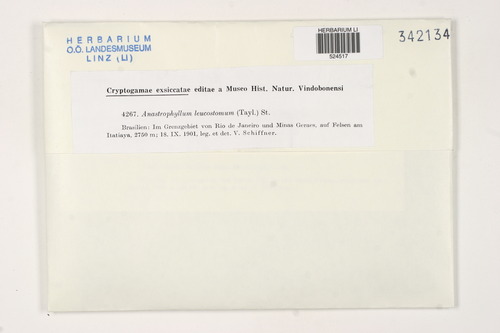 HERBARIUM
O.Ö. LANDESMUSEUM
LINZ (LI)
HERBARIUM LI
524517
342134
Cryptogamae exsiccatae editae a Museo Hist. Natur. Vindobonensi
4267. Anastrophyllum leucostomum (Tayl.) St.
Brasilien: Im Grenzgebiet von Rio de Janeiro und Minas Geraes, auf Felsen am
Itatiaya, 2750 m; 18. IX. 1901, leg. et det. V. Schiffner.